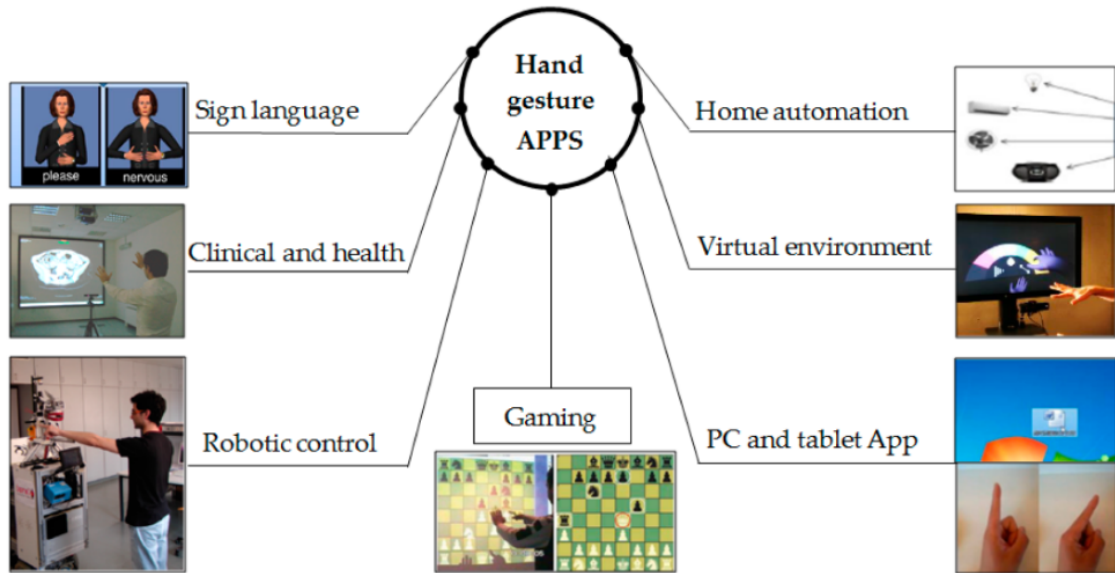 Hand
gesture
APPS
Sign language
please
nervous
Clinical and health
Robotic control
Gaming
Home automation
Virtual environment
PC and tablet App